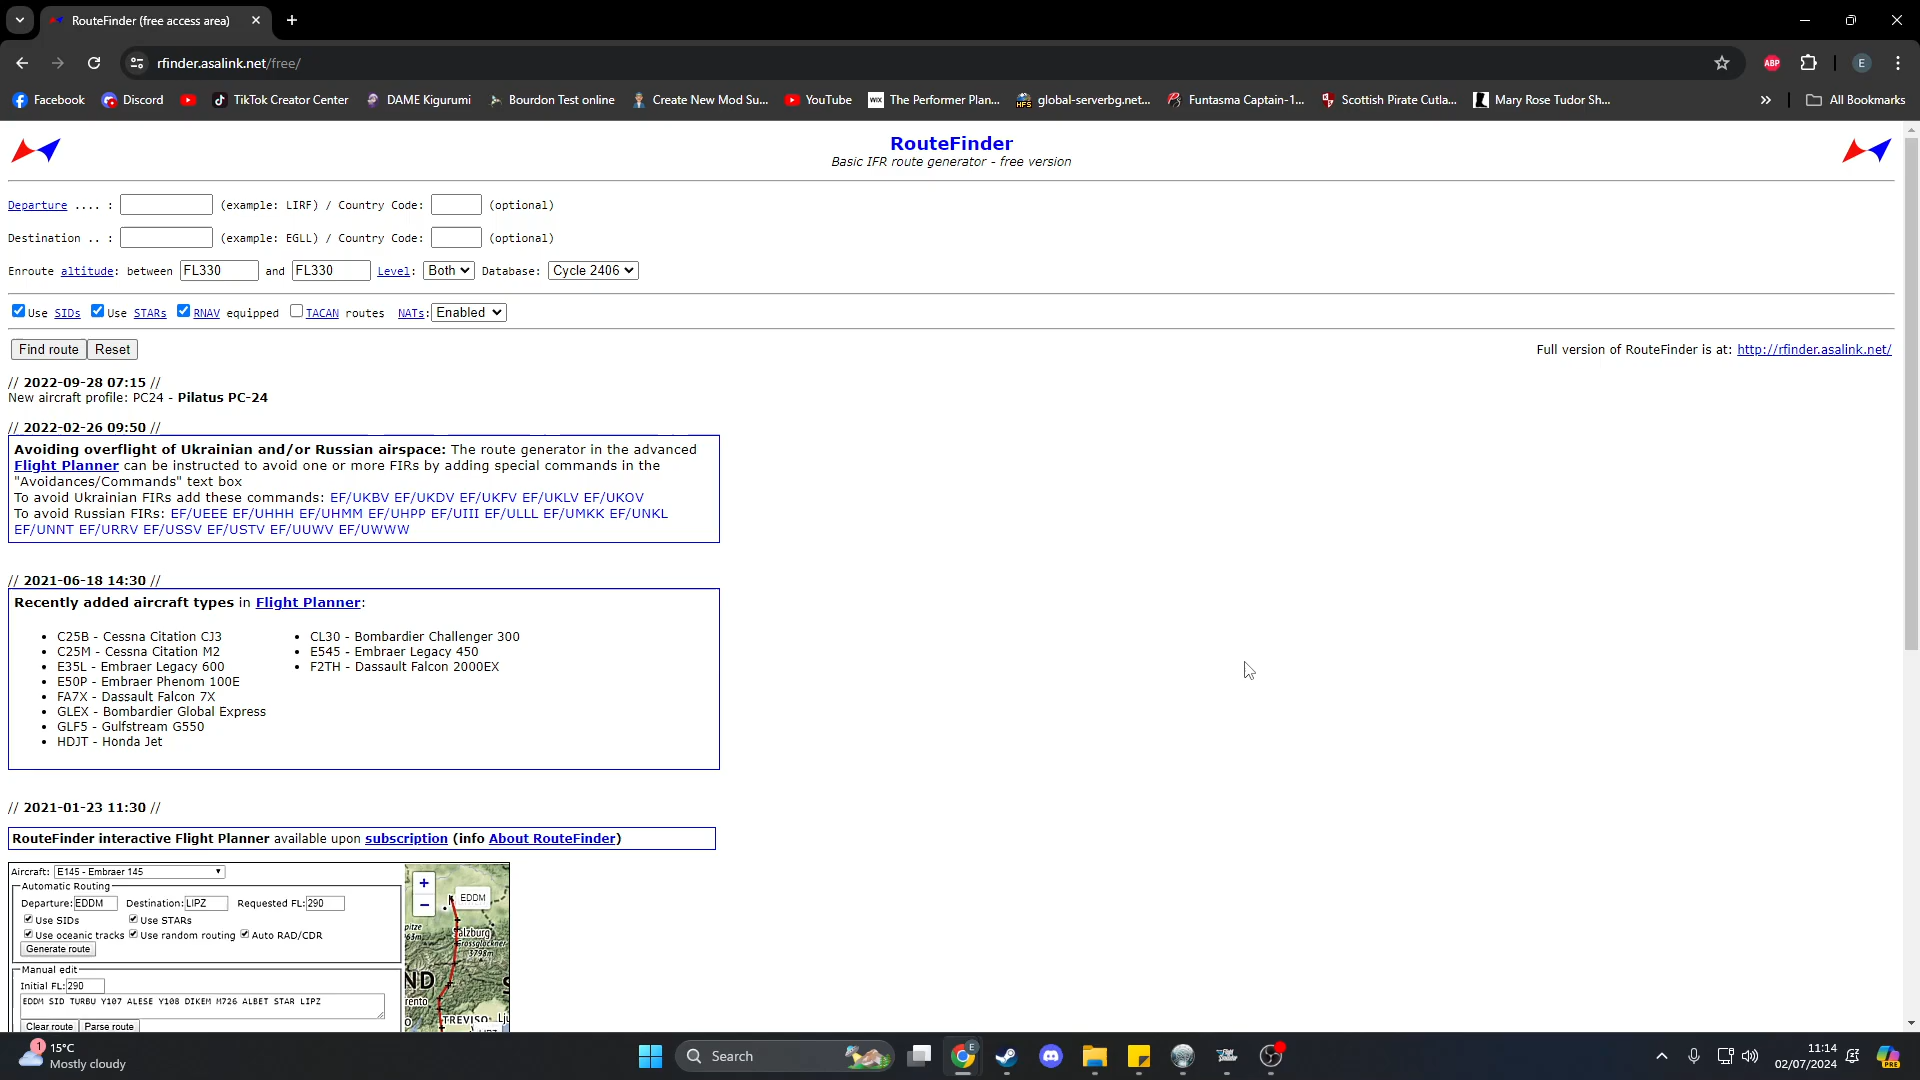 RouteFinder (free access area)
rfinder.asalink.net/free/
ABP
E
Facebook
Discord
TikTok Creator Center
DAME Kigurumi
Bourdon Test online
Create New Mod Su...
YouTube
WIX
The Performer Plan...
HFS
global-serverbg.net...
Funtasma Captain-1...
Scottish Pirate Cutla...
Mary Rose Tudor Sh...
All Bookmarks
RouteFinder
Basic IFR route generator - free version
Departure .... : (example: LIRF) / Country Code: (optional)
Destination .. : (example: EGLL) / Country Code: (optional)
Enroute altitude: between FL330 and FL330 Level: Both Database: Cycle 2406
Use SIDs Use STARs RNAV equipped TACAN routes NATs: Enabled
Find route Reset
Full version of RouteFinder is at: http://rfinder.asalink.net/
// 2022-09-28 07:15 //
New aircraft profile: PC24 - Pilatus PC-24
// 2022-02-26 09:50 //
Avoiding overflight of Ukrainian and/or Russian airspace: The route generator in the advanced
Flight Planner can be instructed to avoid one or more FIRs by adding special commands in the
"Avoidances/Commands" text box
To avoid Ukrainian FIRs add these commands: EF/UKBV EF/UKDV EF/UKFV EF/UKLV EF/UKOV
To avoid Russian FIRs: EF/UEEE EF/UHHH EF/UHMM EF/UHPP EF/UIII EF/ULLL EF/UMKK EF/UNKL
EF/UNNT EF/URRV EF/USSV EF/USTV EF/UUWV EF/UWWW
// 2021-06-18 14:30 //
Recently added aircraft types in Flight Planner:
C25B - Cessna Citation CJ3
C25M - Cessna Citation M2
E35L - Embraer Legacy 600
E50P - Embraer Phenom 100E
FA7X - Dassault Falcon 7X
GLEX - Bombardier Global Express
GLF5 - Gulfstream G550
HDJT - Honda Jet
CL30 - Bombardier Challenger 300
E545 - Embraer Legacy 450
F2TH - Dassault Falcon 2000EX
// 2021-01-23 11:30 //
RouteFinder interactive Flight Planner available upon subscription (info About RouteFinder)
Aircraft: E145 - Embraer 145
Automatic Routing
Departure: EDDM Destination: LIPZ Requested FL: 290
Use SIDs Use STARs
Use oceanic tracks Use random routing Auto RAD/CDR
Generate route
Manual edit
Initial FL: 290
EDDM SID TURBU Y107 ALESE Y108 DIKEM M726 ALBET STAR LIPZ
Clear route Parse route
+
−
EDDM
alzburg
Grossglockner
3798m
ND
rento
TREVISO
1
15°C
Mostly cloudy
Search
E
11:14
02/07/2024
PRE